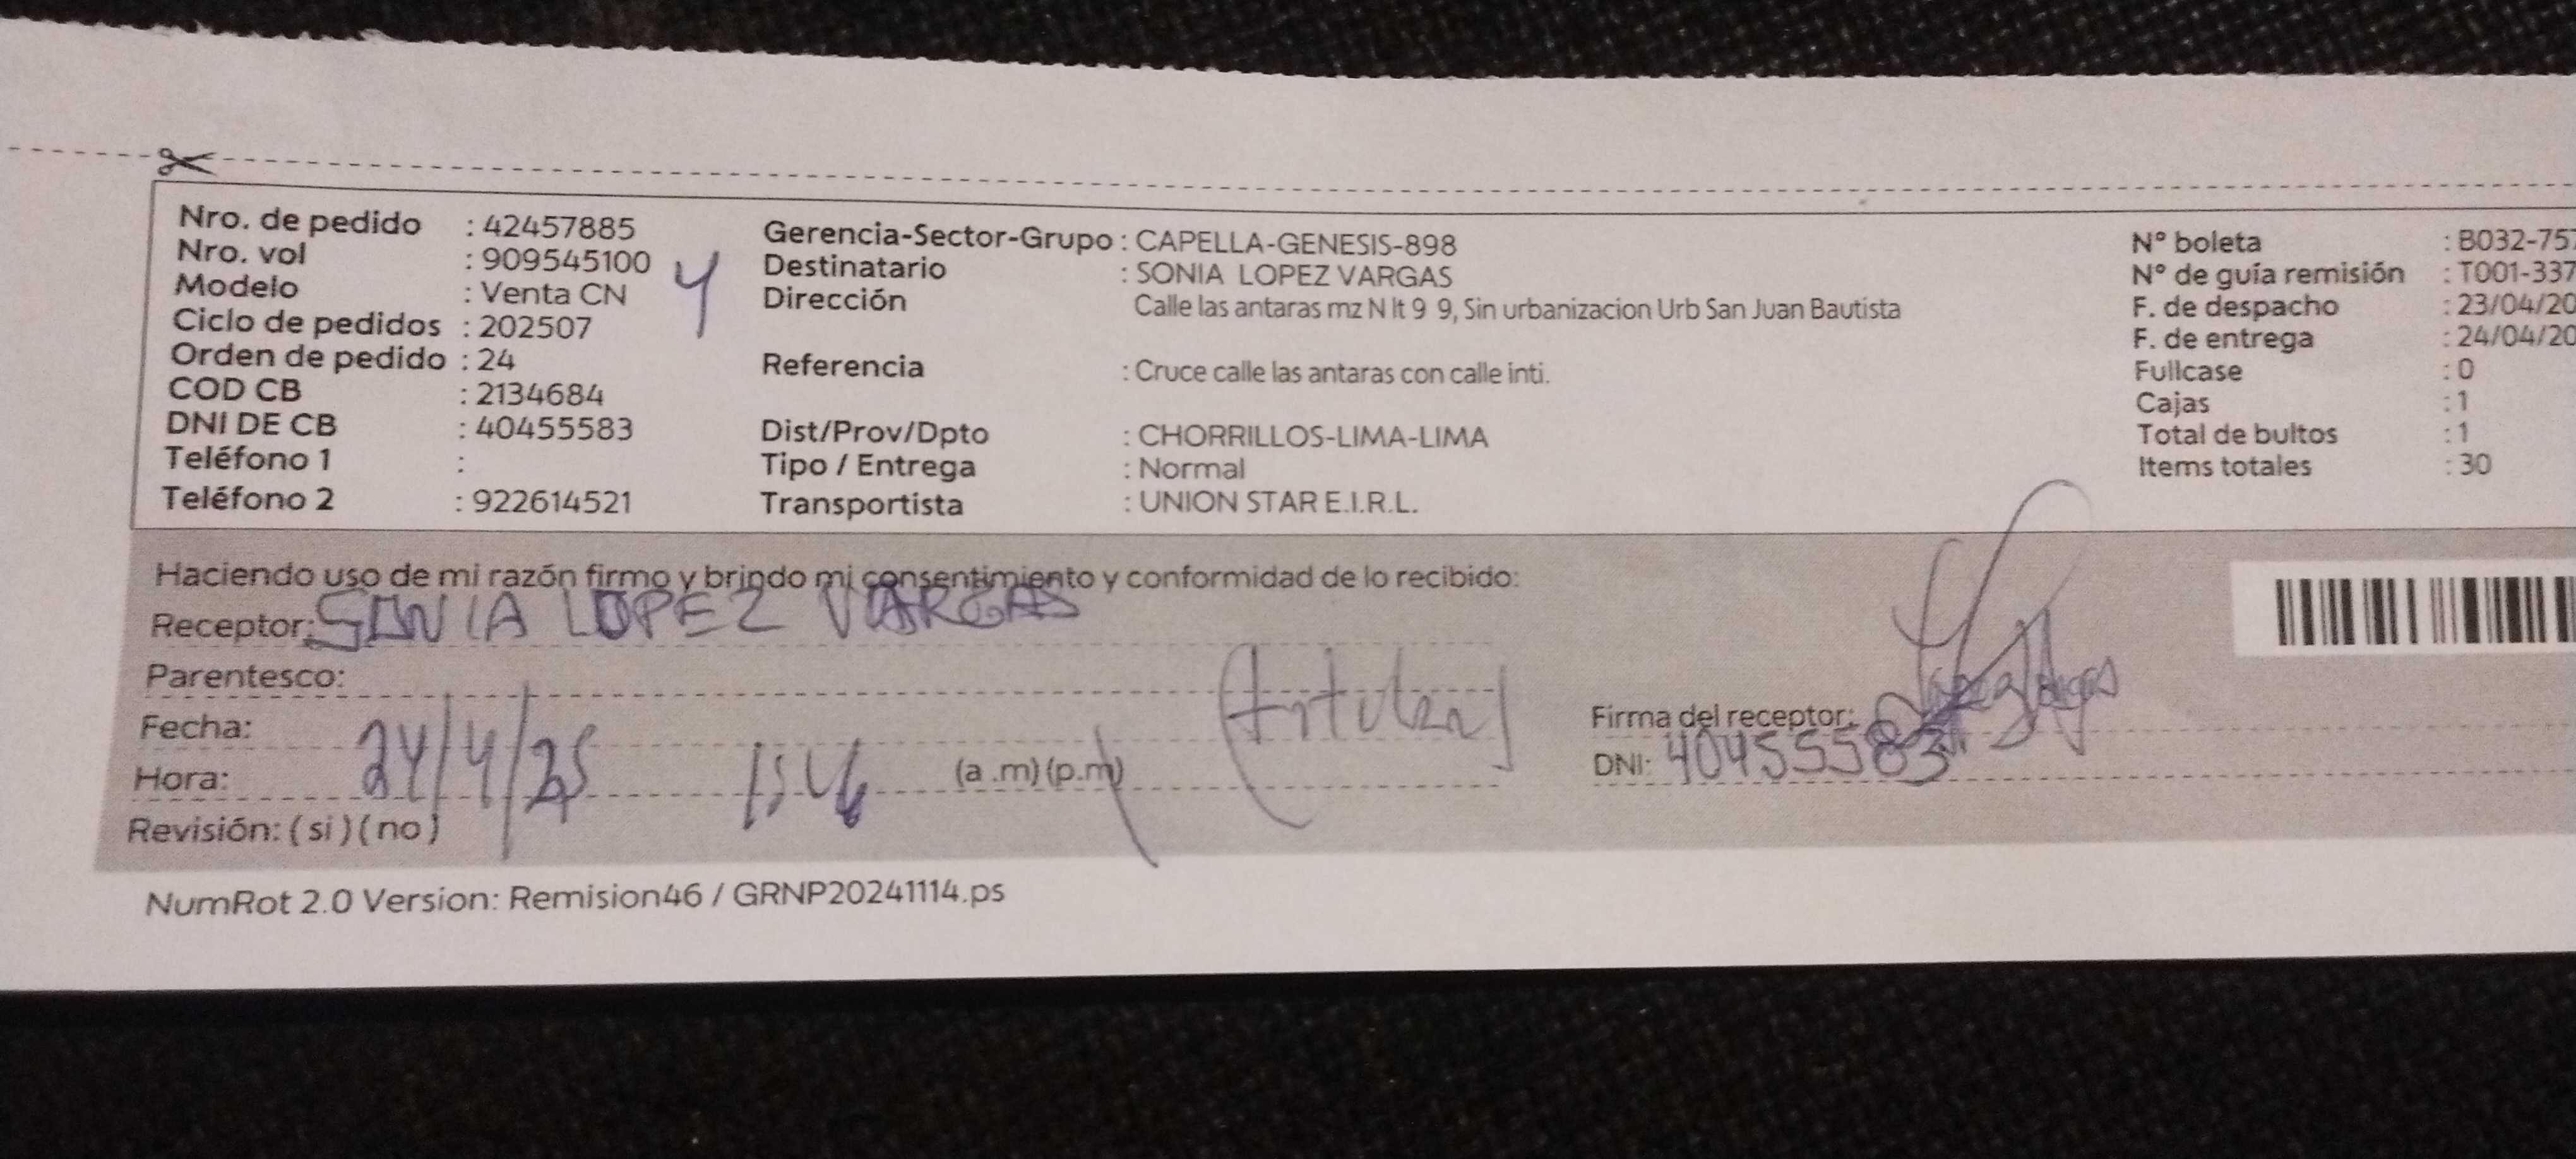 Nro. de pedido : 42457885
Nro. vol : 909545100
Modelo : Venta CN
Ciclo de pedidos : 202507
Orden de pedido : 24
COD CB : 2134684
DNI DE CB : 40455583
Teléfono 1 :
Teléfono 2 : 922614521
4
Gerencia-Sector-Grupo : CAPELLA-GENESIS-898
Destinatario : SONIA LOPEZ VARGAS
Dirección Calle las antaras mz N lt 9 9, Sin urbanizacion Urb San Juan Bautista
Referencia : Cruce calle las antaras con calle inti.
Dist/Prov/Dpto : CHORRILLOS-LIMA-LIMA
Tipo / Entrega : Normal
Transportista : UNION STAR E.I.R.L.
N° boleta : B032-757
N° de guía remisión : T001-337
F. de despacho : 23/04/20
F. de entrega : 24/04/20
Fullcase : 0
Cajas : 1
Total de bultos : 1
Items totales : 30
Haciendo uso de mi razón firmo y brindo mi consentimiento y conformidad de lo recibido:
Receptor: SONIA LOPEZ VARGAS
Parentesco:
Fecha: 24/4/25
Hora: (a .m) (p.m)
Revisión: ( si ) ( no )
Firma del receptor:
DNI: 40455583
NumRot 2.0 Version: Remision46 / GRNP20241114.ps